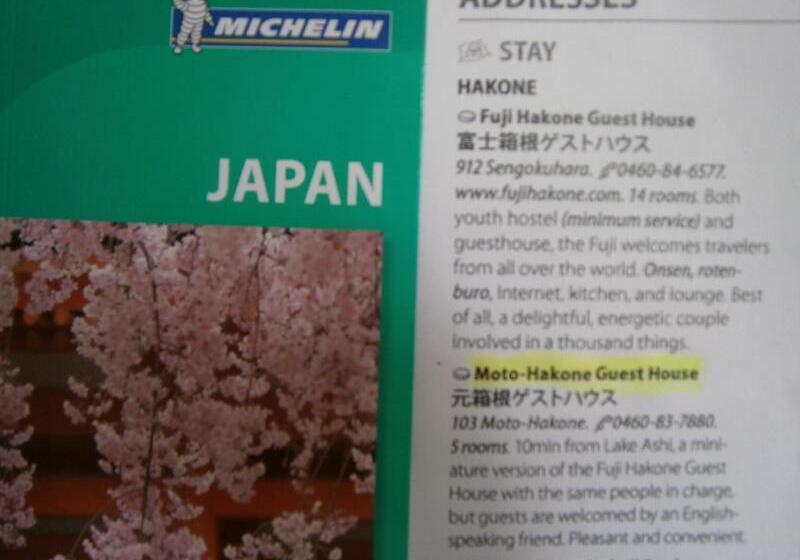 MICHELIN
JAPAN
ADDRESSES
STAY
HAKONE
Fuji Hakone Guest House
富士箱根ゲストハウス
912 Sengokuhara. 0460-84-6577.
www.fujihakone.com. 14 rooms. Both
youth hostel (minimum service) and
guesthouse, the Fuji welcomes travelers
from all over the world. Onsen, roten-
buro, Internet, kitchen, and lounge. Best
of all, a delightful, energetic couple
involved in a thousand things.
Moto-Hakone Guest House
元箱根ゲストハウス
103 Moto-Hakone. 0460-83-7880.
5 rooms. 10min from Lake Ashi, a mini-
ature version of the Fuji Hakone Guest
House with the same people in charge,
but guests are welcomed by an English-
speaking friend. Pleasant and convenient.